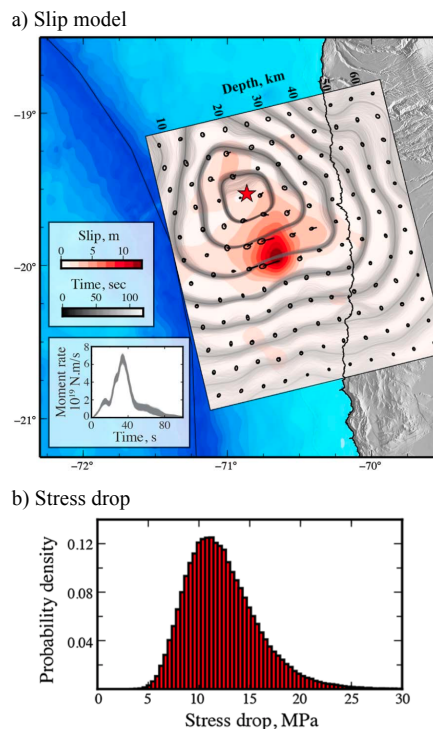 a) Slip model
Depth, km
10
20
30
40
50
60
−19°
−20°
−21°
Slip, m
0 5 10
Time, sec
0 50 100
Moment rate
10¹⁹ N.m/s
8
6
4
2
0
0 40 80
Time, s
−72° −71° −70°
b) Stress drop
Probability density
0.12
0.08
0.04
0 5 10 15 20 25 30
Stress drop, MPa